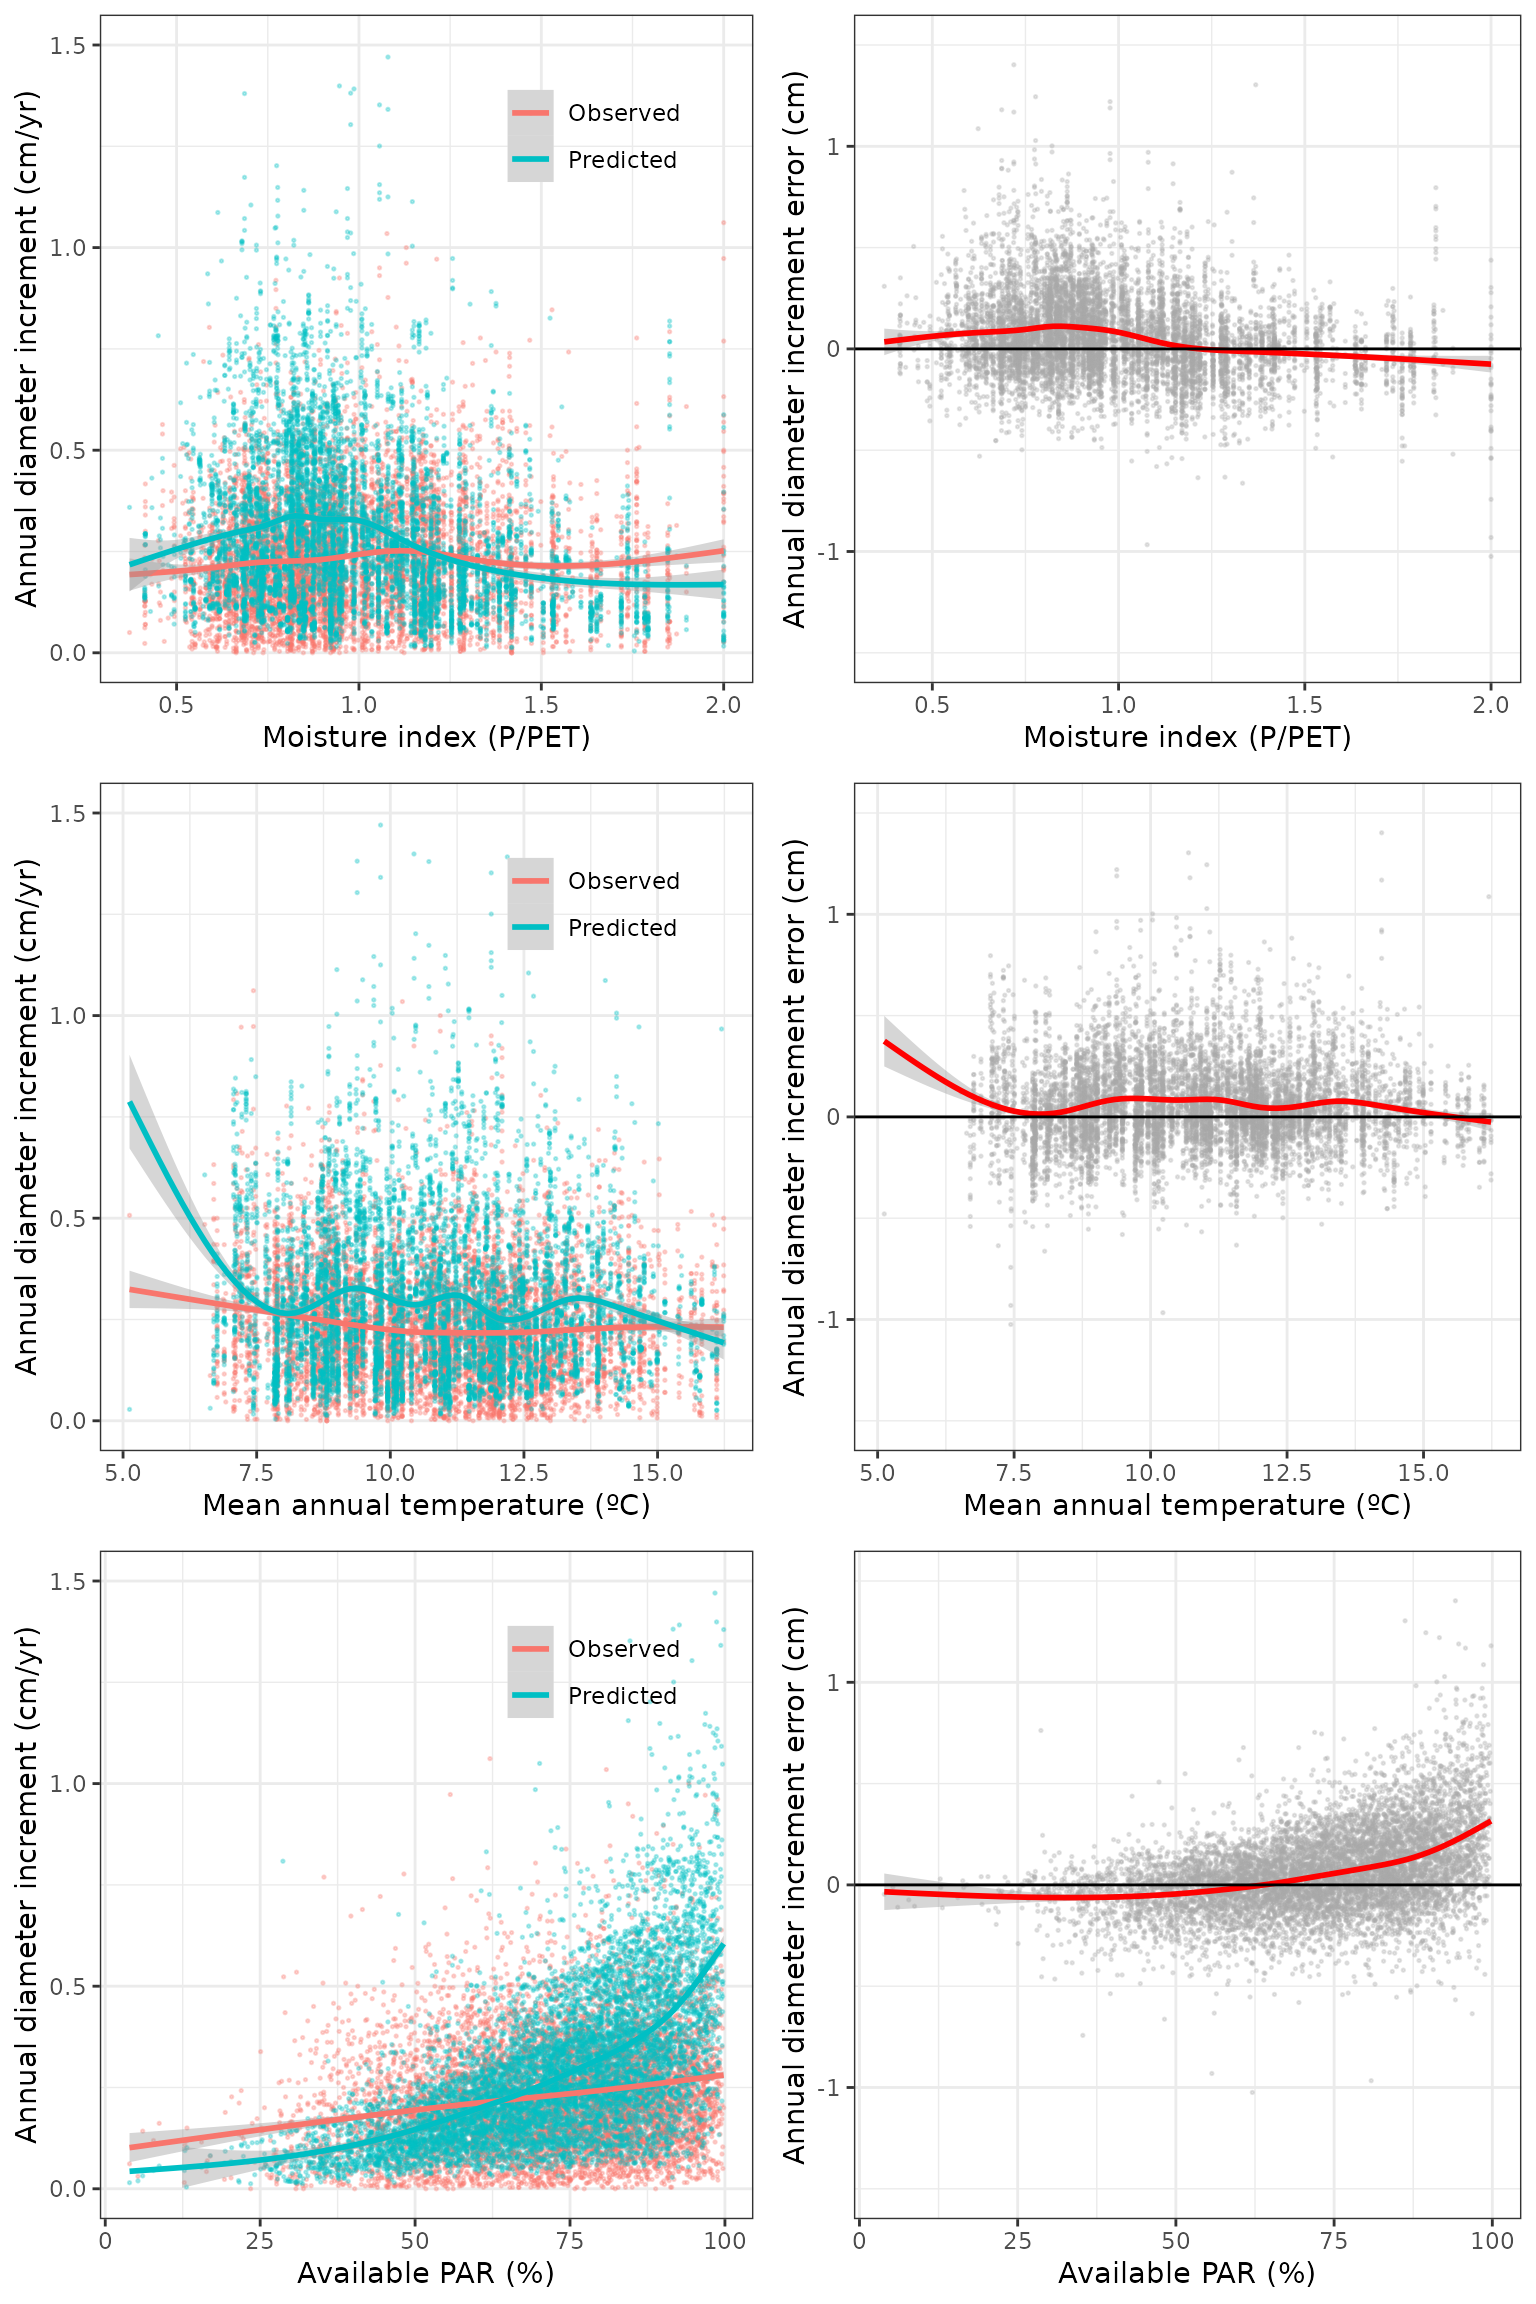 Annual diameter increment (cm/yr)
1.5
1.0
0.5
0.0
Observed
Predicted
0.5 1.0 1.5 2.0
Moisture index (P/PET)
Annual diameter increment error (cm)
1
0
-1
0.5 1.0 1.5 2.0
Moisture index (P/PET)
Annual diameter increment (cm/yr)
1.5
1.0
0.5
0.0
Observed
Predicted
5.0 7.5 10.0 12.5 15.0
Mean annual temperature (ºC)
Annual diameter increment error (cm)
1
0
-1
5.0 7.5 10.0 12.5 15.0
Mean annual temperature (ºC)
Annual diameter increment (cm/yr)
1.5
1.0
0.5
0.0
Observed
Predicted
0 25 50 75 100
Available PAR (%)
Annual diameter increment error (cm)
1
0
-1
0 25 50 75 100
Available PAR (%)